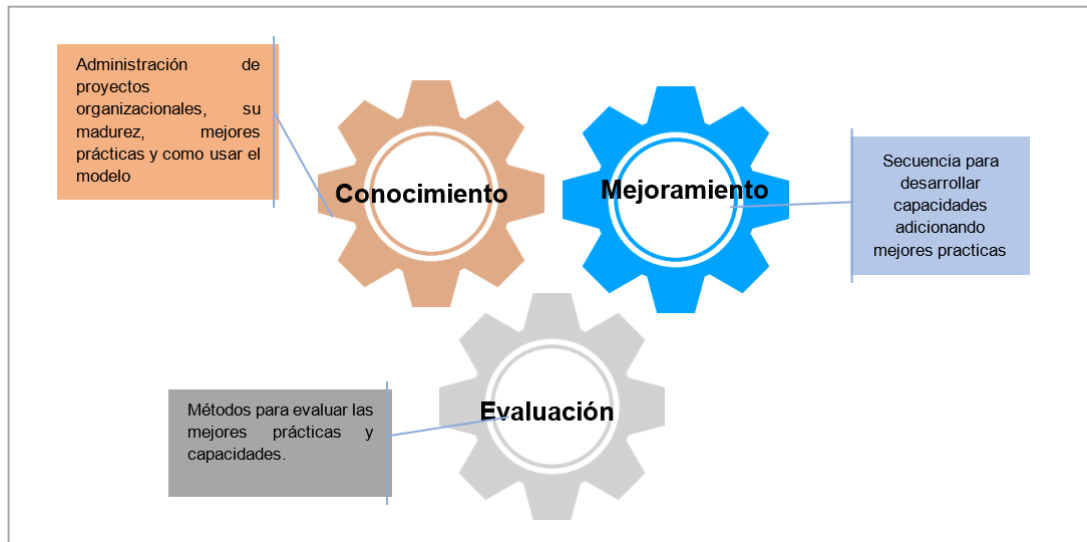 Administración de
proyectos
organizacionales, su
madurez, mejores
prácticas y como usar el
modelo
Conocimiento
Mejoramiento
Secuencia para
desarrollar
capacidades
adicionando
mejores practicas
Métodos para evaluar las
mejores prácticas y
capacidades.
Evaluación